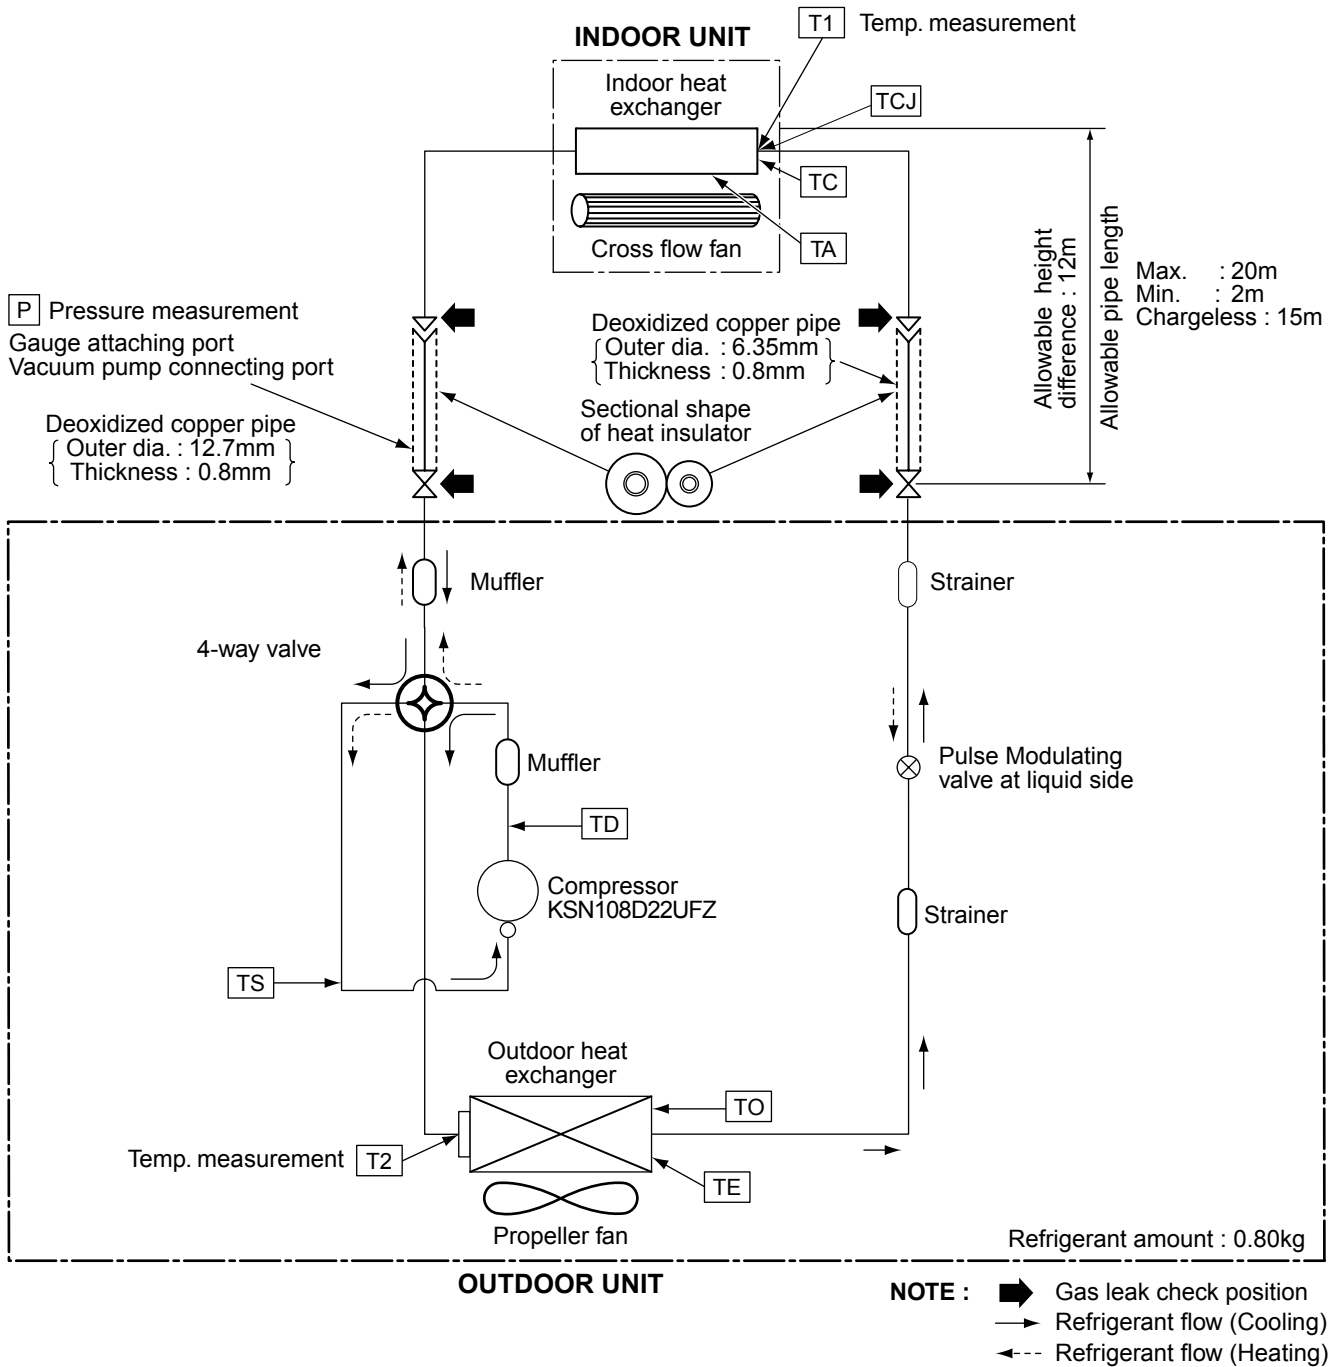 T1 Temp. measurement
INDOOR UNIT
Indoor heat
exchanger
TCJ
TC
TA
Cross flow fan
Allowable height
difference : 12m
Allowable pipe length
Max. : 20m
Min. : 2m
Chargeless : 15m
P Pressure measurement
Gauge attaching port
Vacuum pump connecting port
Deoxidized copper pipe
Outer dia. : 12.7mm
Thickness : 0.8mm
Deoxidized copper pipe
Outer dia. : 6.35mm
Thickness : 0.8mm
Sectional shape
of heat insulator
Muffler
Strainer
4-way valve
Muffler
Pulse Modulating
valve at liquid side
TD
Compressor
KSN108D22UFZ
Strainer
TS
Outdoor heat
exchanger
TO
Temp. measurement T2
TE
Propeller fan
Refrigerant amount : 0.80kg
OUTDOOR UNIT
NOTE : Gas leak check position
Refrigerant flow (Cooling)
Refrigerant flow (Heating)